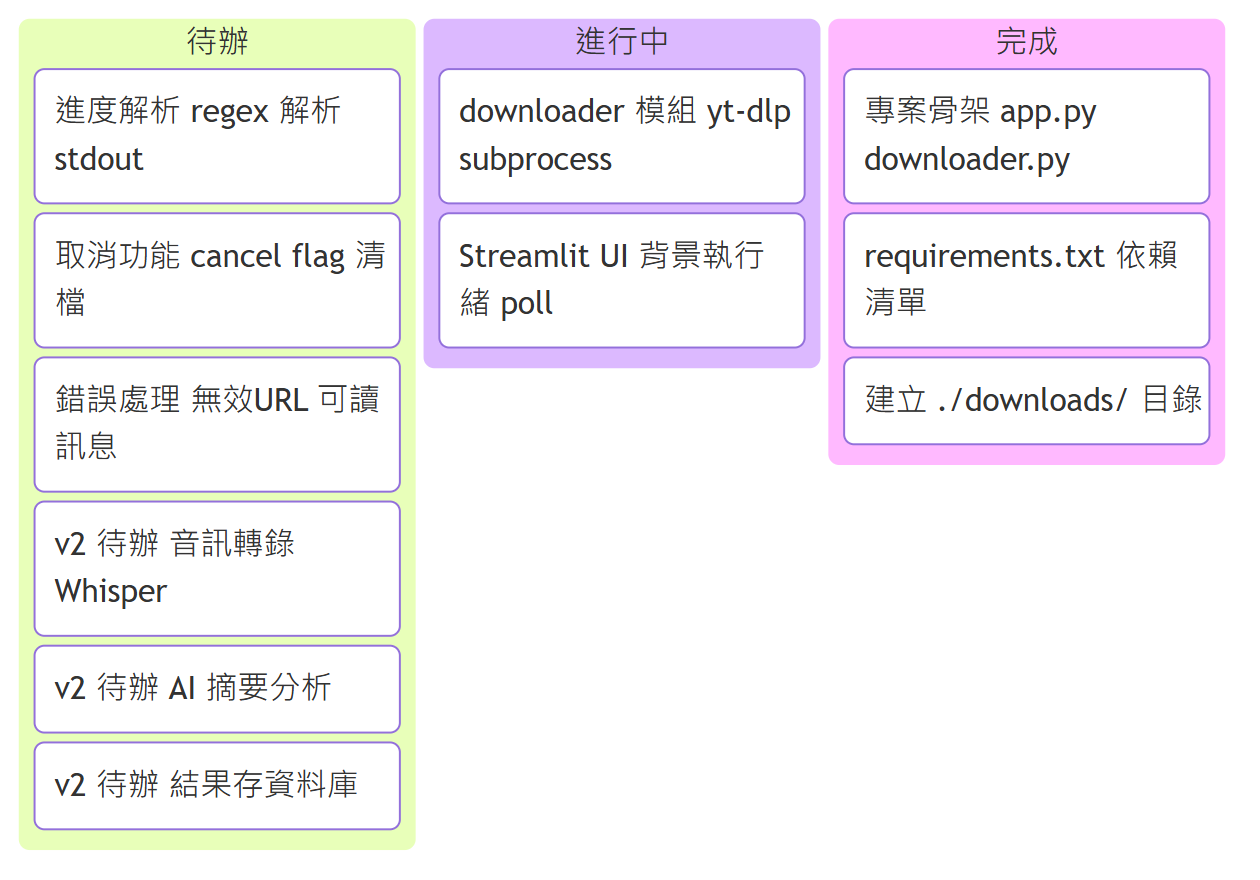 待辦
進度解析 regex 解析
stdout
取消功能 cancel flag 清
檔
錯誤處理 無效URL 可讀
訊息
v2 待辦 音訊轉錄
Whisper
v2 待辦 AI 摘要分析
v2 待辦 結果存資料庫
進行中
downloader 模組 yt-dlp
subprocess
Streamlit UI 背景執行
緒 poll
完成
專案骨架 app.py
downloader.py
requirements.txt 依賴
清單
建立 ./downloads/ 目錄